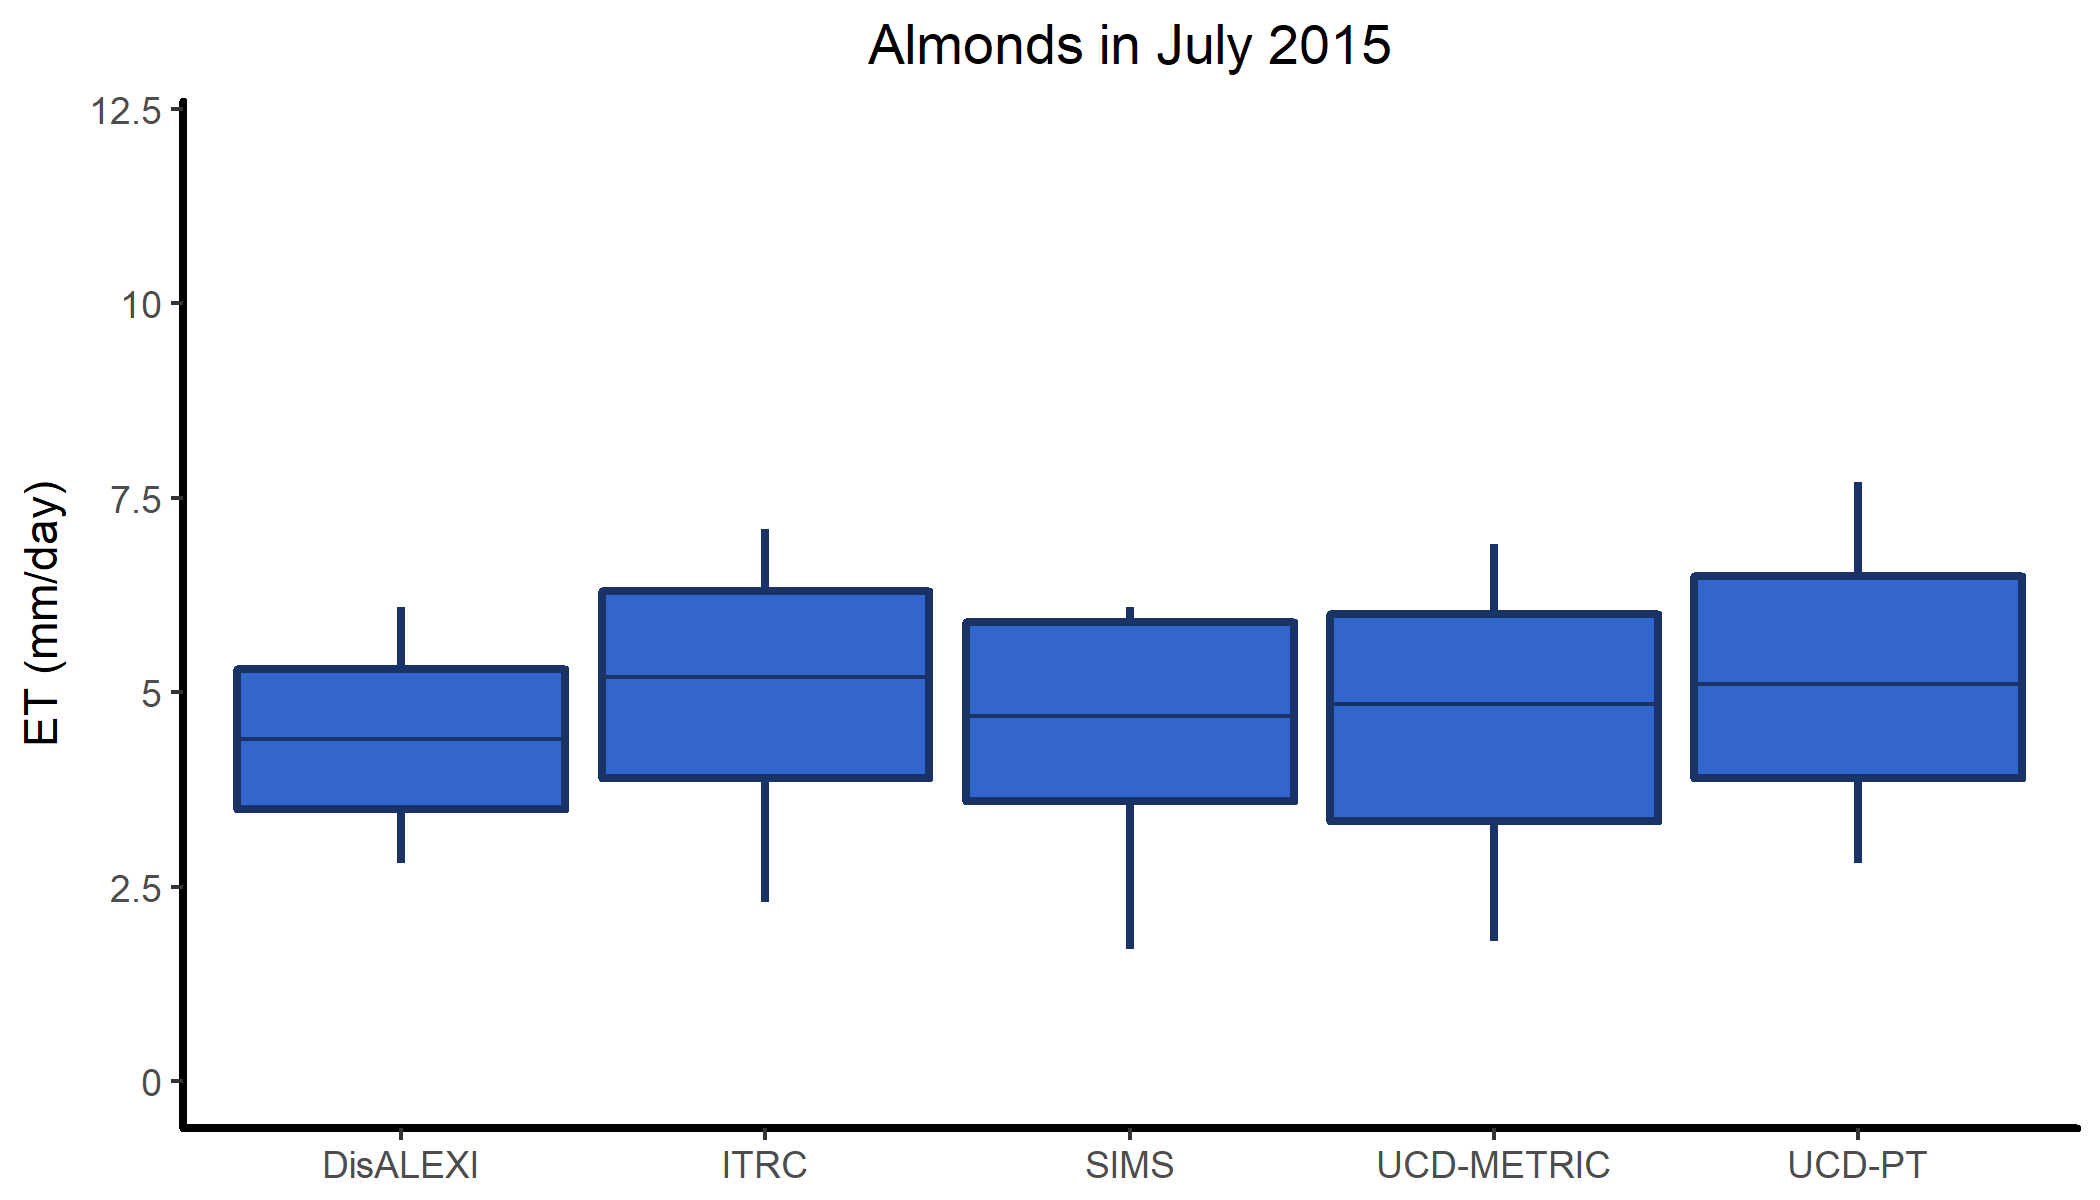 Almonds in July 2015
ET (mm/day)
12.5
10
7.5
5
2.5
0
DisALEXI
ITRC
SIMS
UCD-METRIC
UCD-PT